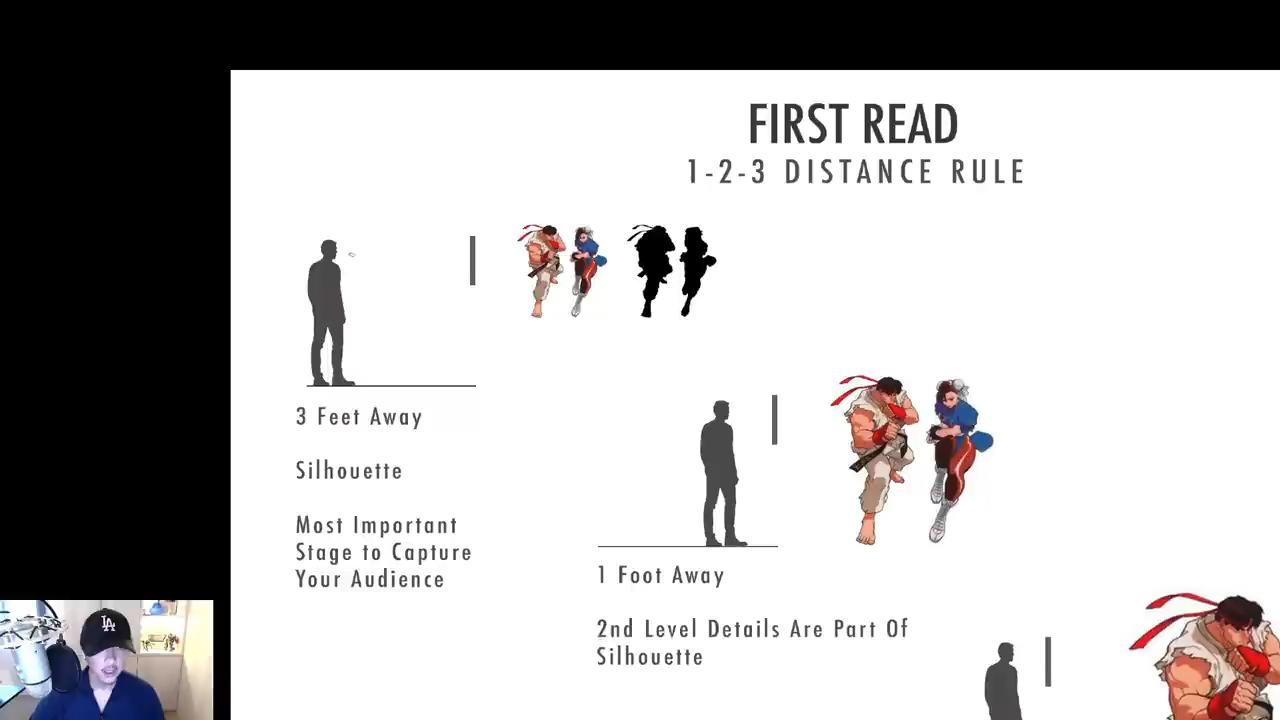 FIRST READ
1-2-3 DISTANCE RULE
3 Feet Away
Silhouette
Most Important
Stage to Capture
Your Audience
1 Foot Away
2nd Level Details Are Part Of
Silhouette
LA